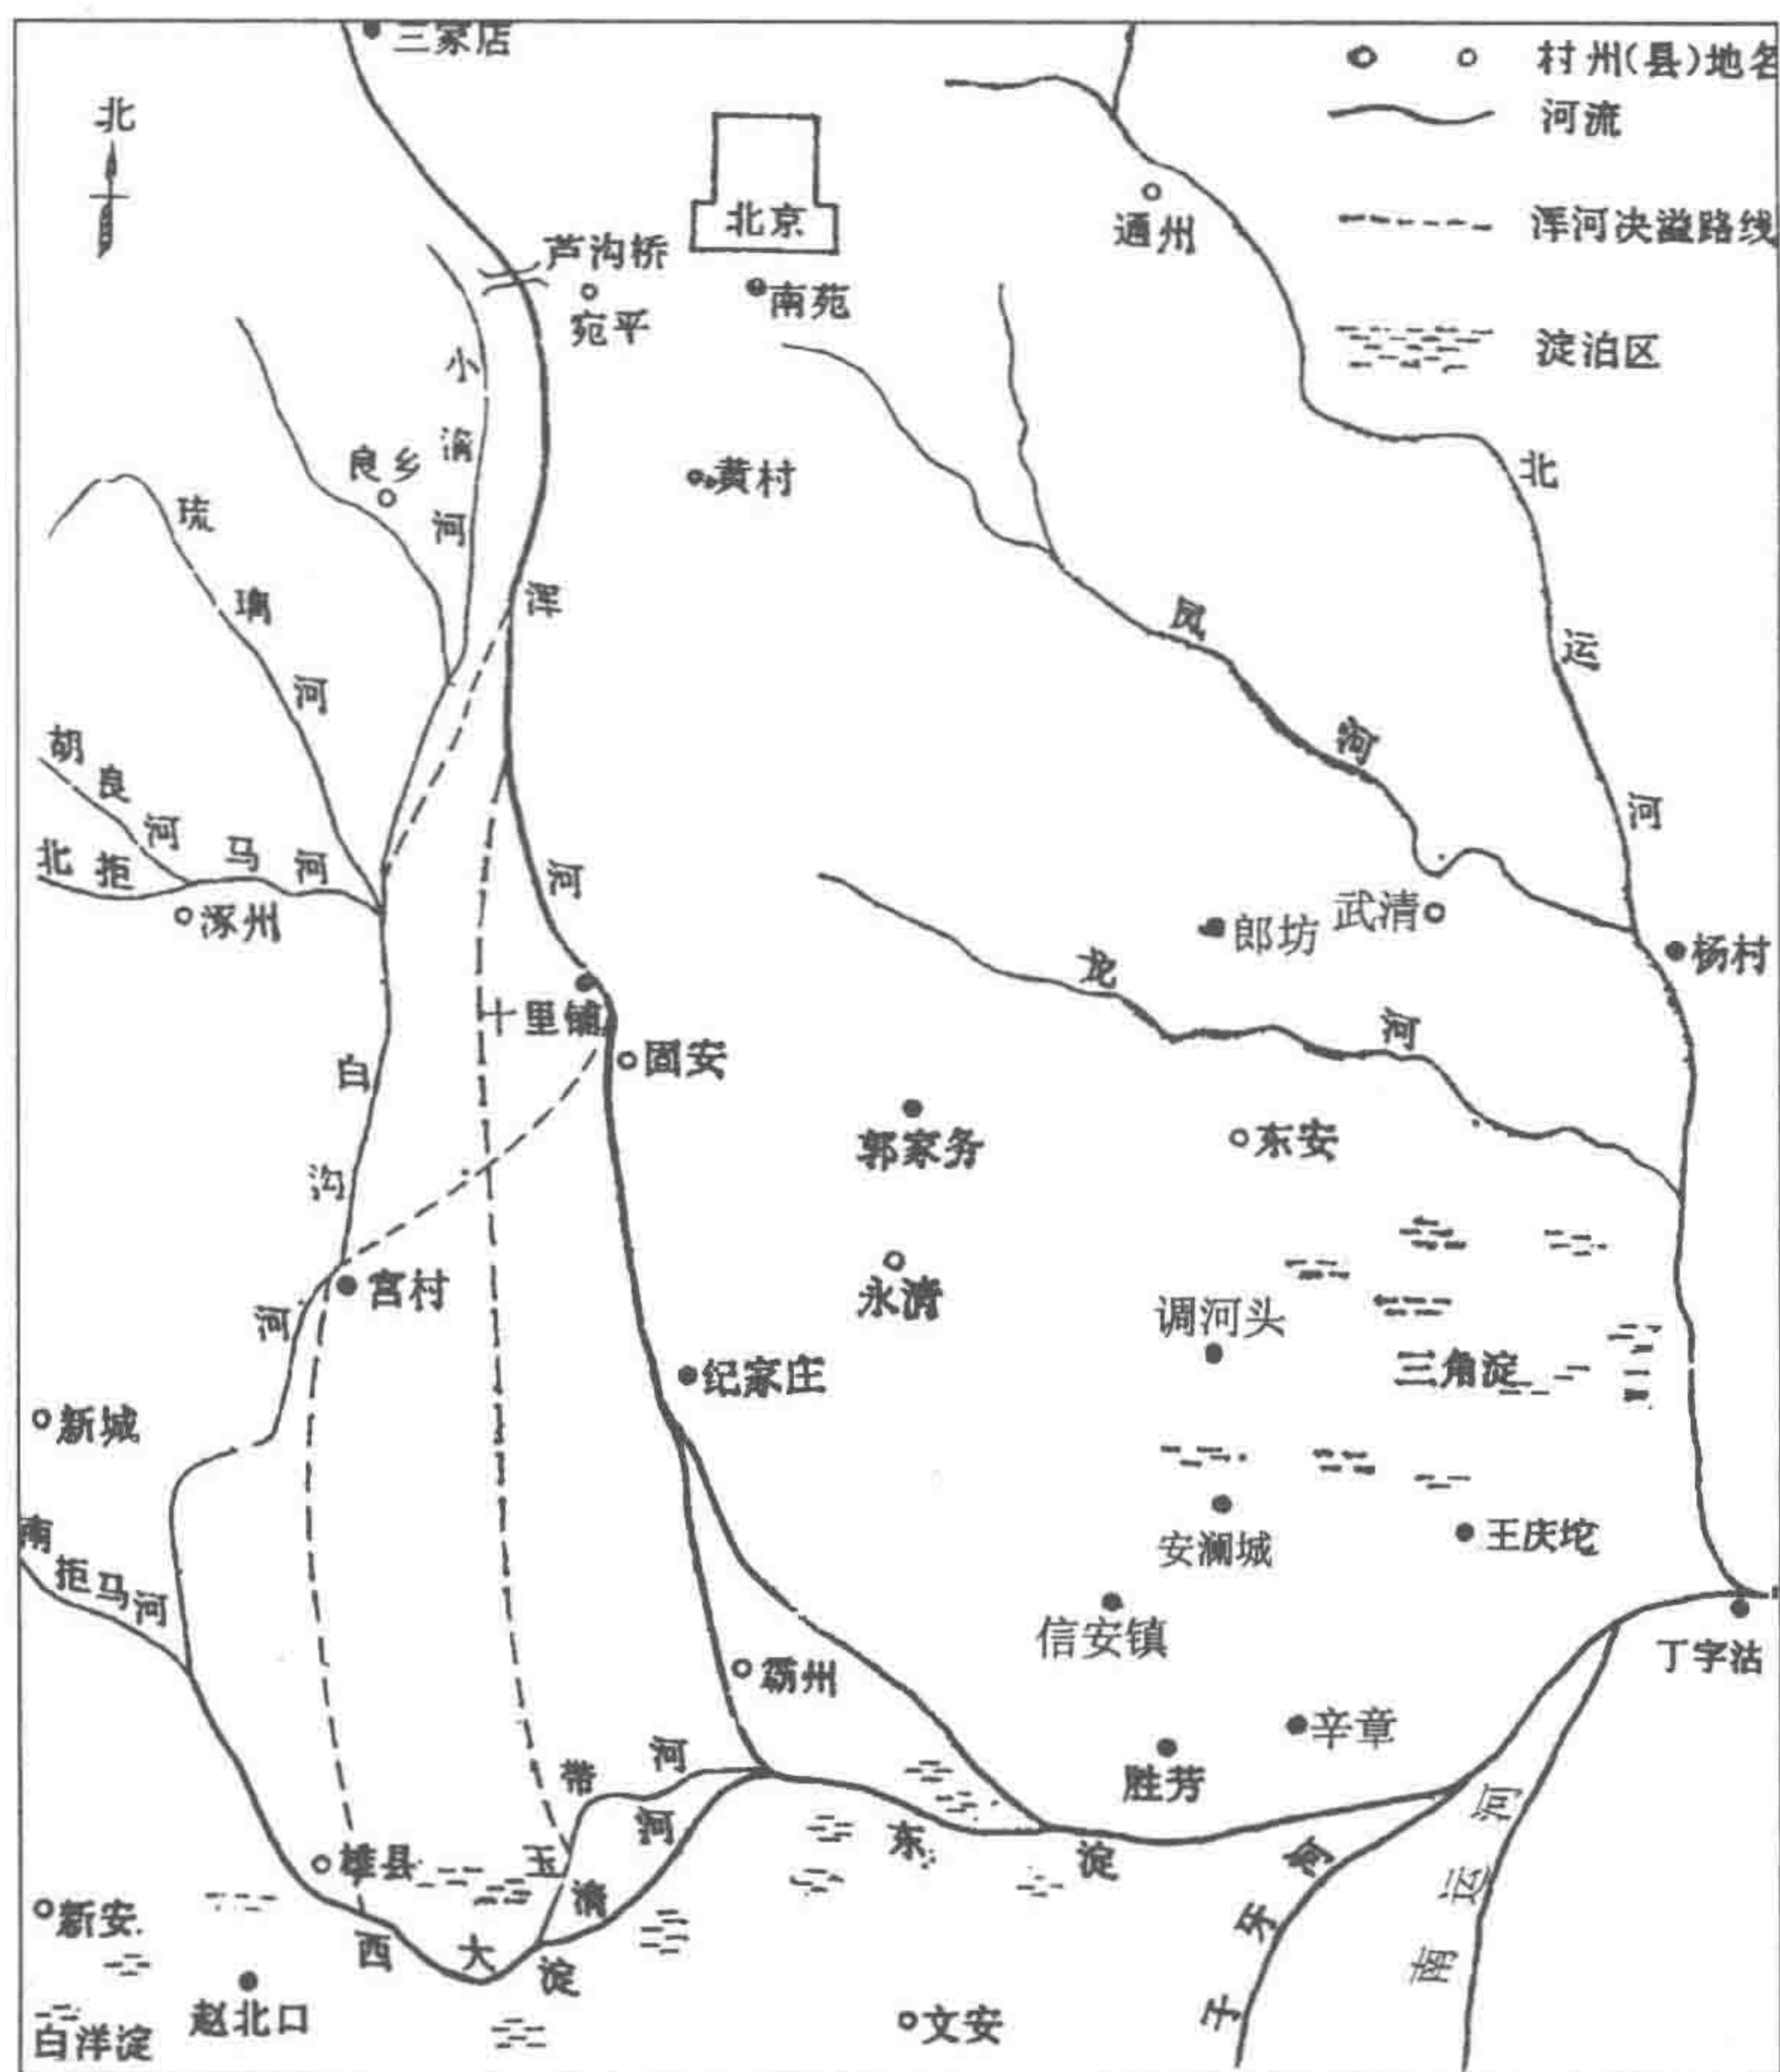 三家店
村州(县)地名
北
河流
通州
浑河决溢路线
北京
芦沟桥
南苑
宛平
淀泊区
小清河
良乡
黄村
琉璃河
浑河
凤河
北运河
胡良河
北拒马河
涿州
郎坊
武清
杨村
龙河
十里铺
固安
白沟河
郭家务
东安
宫村
永清
调河头
三角淀
纪家庄
新城
安澜城
王庆坨
南拒马河
信安镇
丁字沽
霸州
辛章
胜芳
玉带河
清河
东淀
雄县
子牙河
南运河
新安
西大淀
赵北口
白洋淀
文安